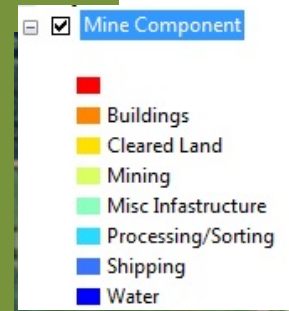 Mine Component
Buildings
Cleared Land
Mining
Misc Infastructure
Processing/Sorting
Shipping
Water